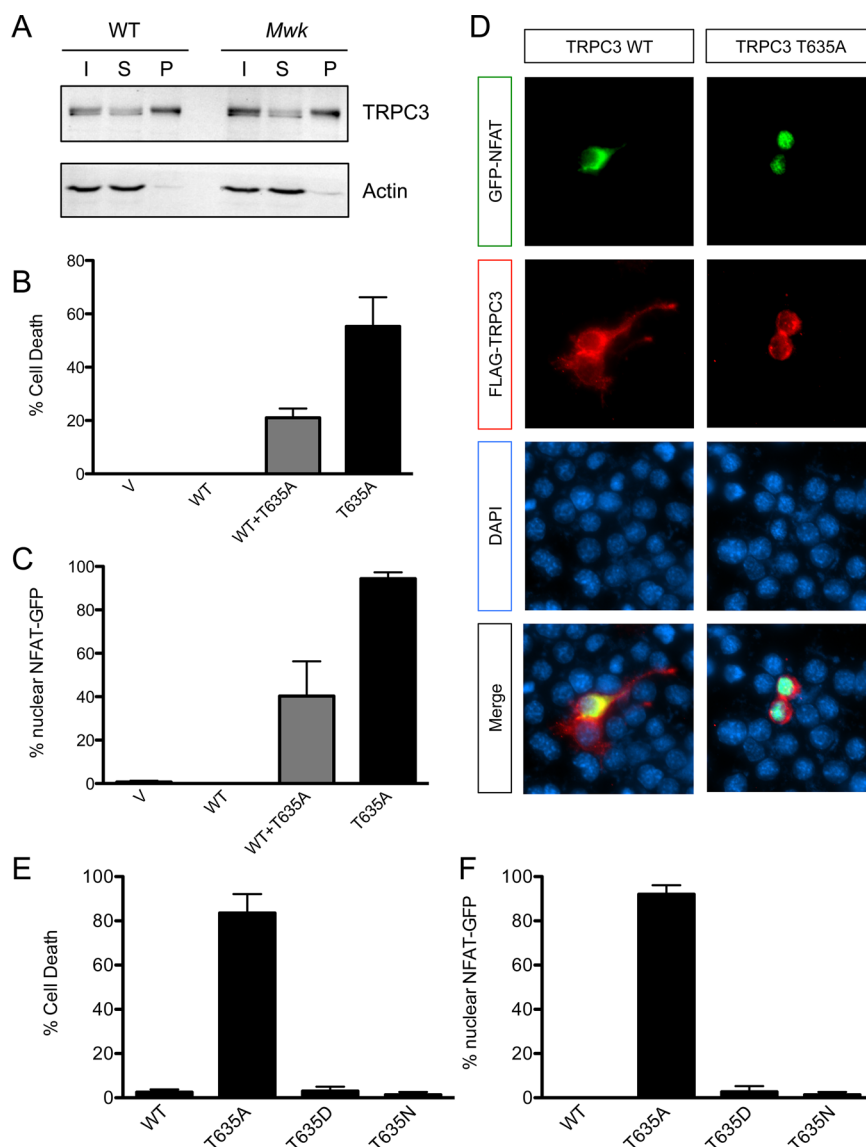 A
WT
Mwk
I S P
I S P
TRPC3
Actin
B
% Cell Death
80
60
40
20
0
V
WT
WT+T635A
T635A
C
% nuclear NFAT-GFP
100
80
60
40
20
0
V
WT
WT+T635A
T635A
D
TRPC3 WT
TRPC3 T635A
GFP-NFAT
FLAG-TRPC3
DAPI
Merge
E
% Cell Death
100
80
60
40
20
0
WT
T635A
T635D
T635N
F
% nuclear NFAT-GFP
100
80
60
40
20
0
WT
T635A
T635D
T635N